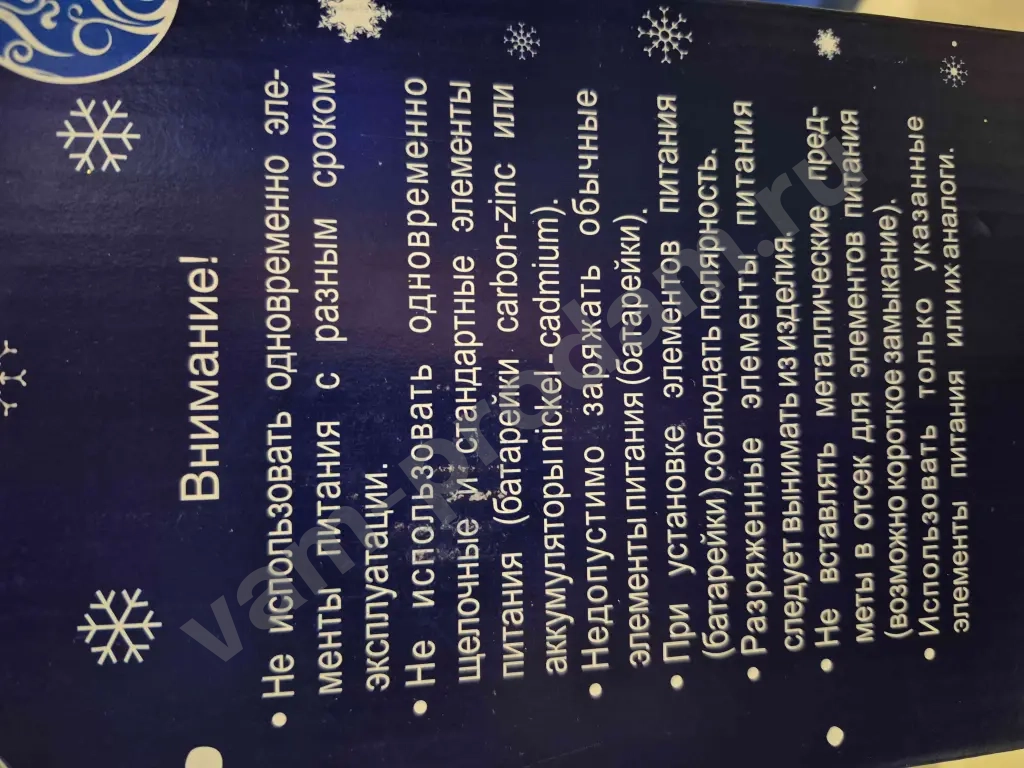 Внимание!
• Не использовать одновременно эле-
менты питания с разным сроком
эксплуатации.
• Не использовать одновременно
щелочные и стандартные элементы
питания (батарейки carbon-zinc или
аккумуляторы nickel - cadmium).
• Недопустимо заряжать обычные
элементы питания (батарейки).
• При установке элементов питания
(батарейки) соблюдать полярность.
• Разряженные элементы питания
следует вынимать из изделия.
• Не вставлять металлические пред-
меты в отсек для элементов питания
(возможно короткое замыкание).
• Использовать только указанные
элементы питания или их аналоги.
vam-prodam.ru